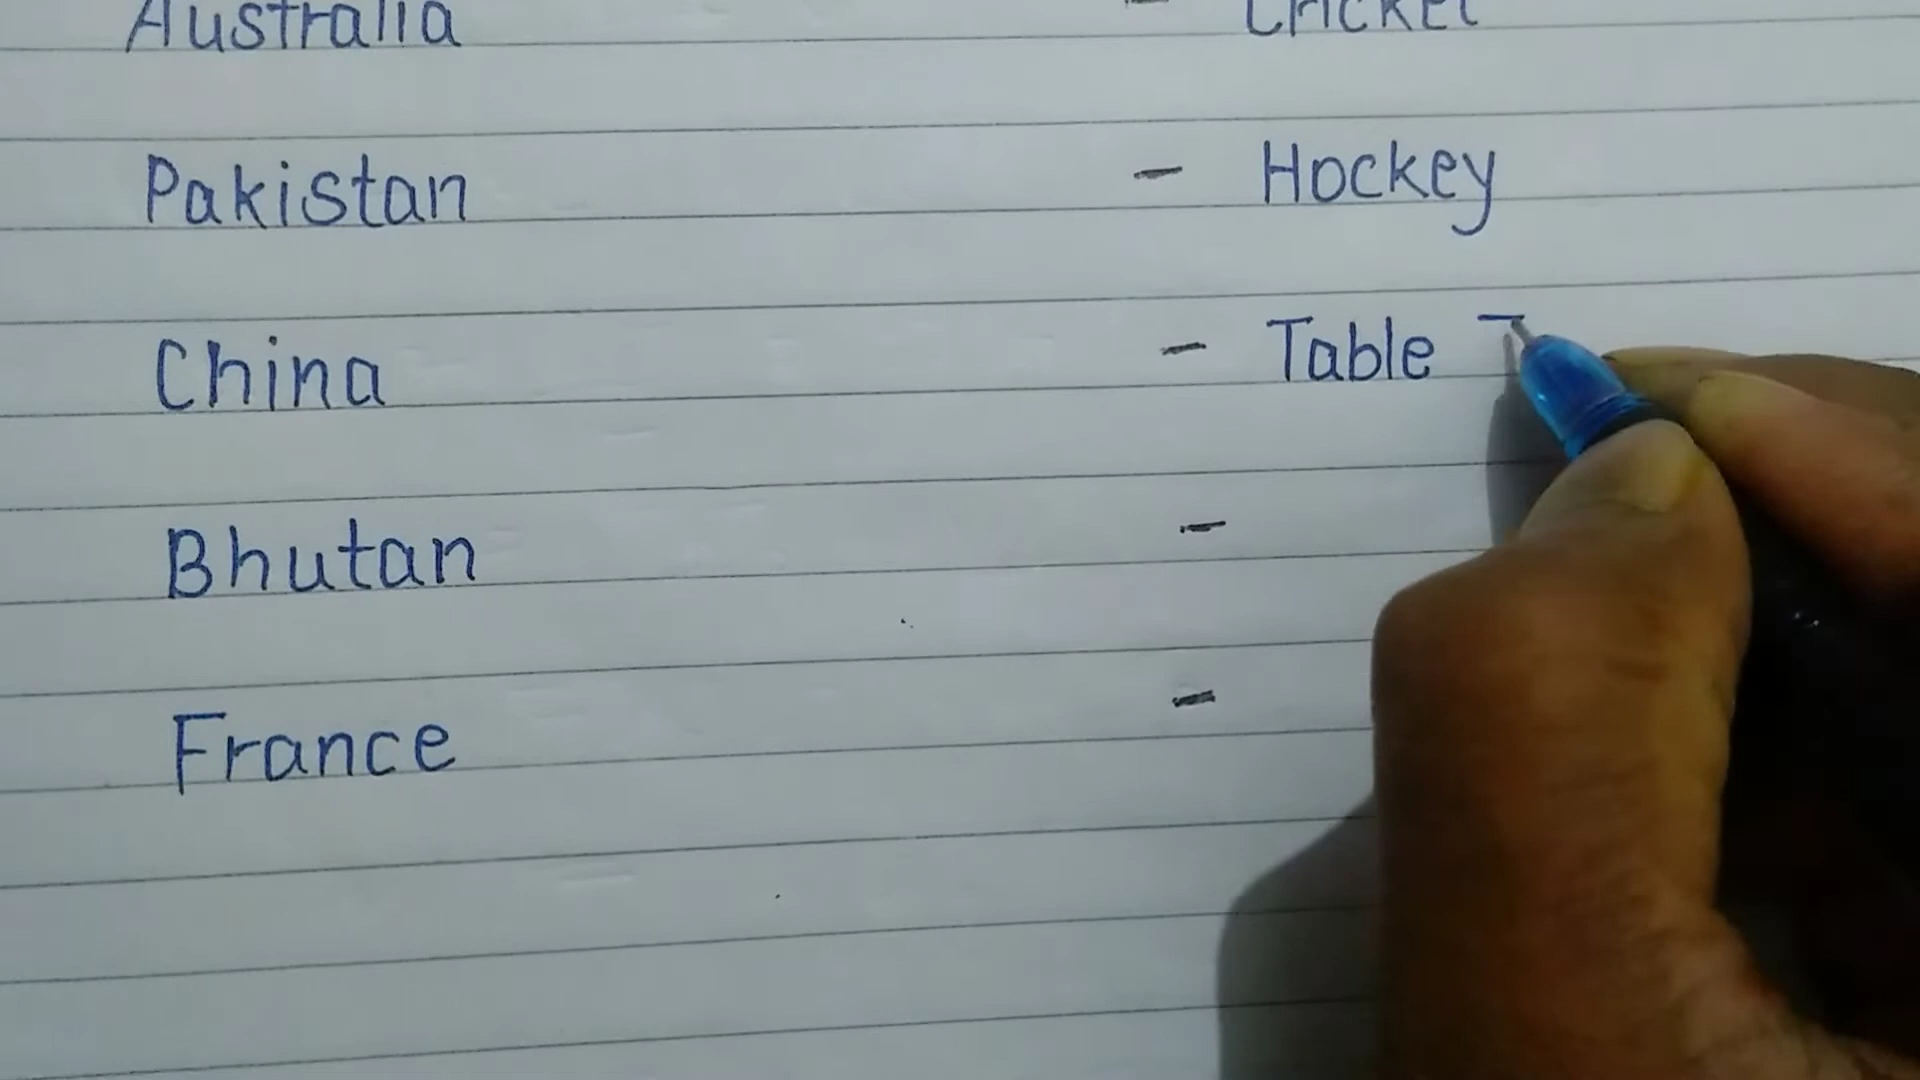 Australia - Cricket
Pakistan - Hockey
China - Table T
Bhutan -
France -